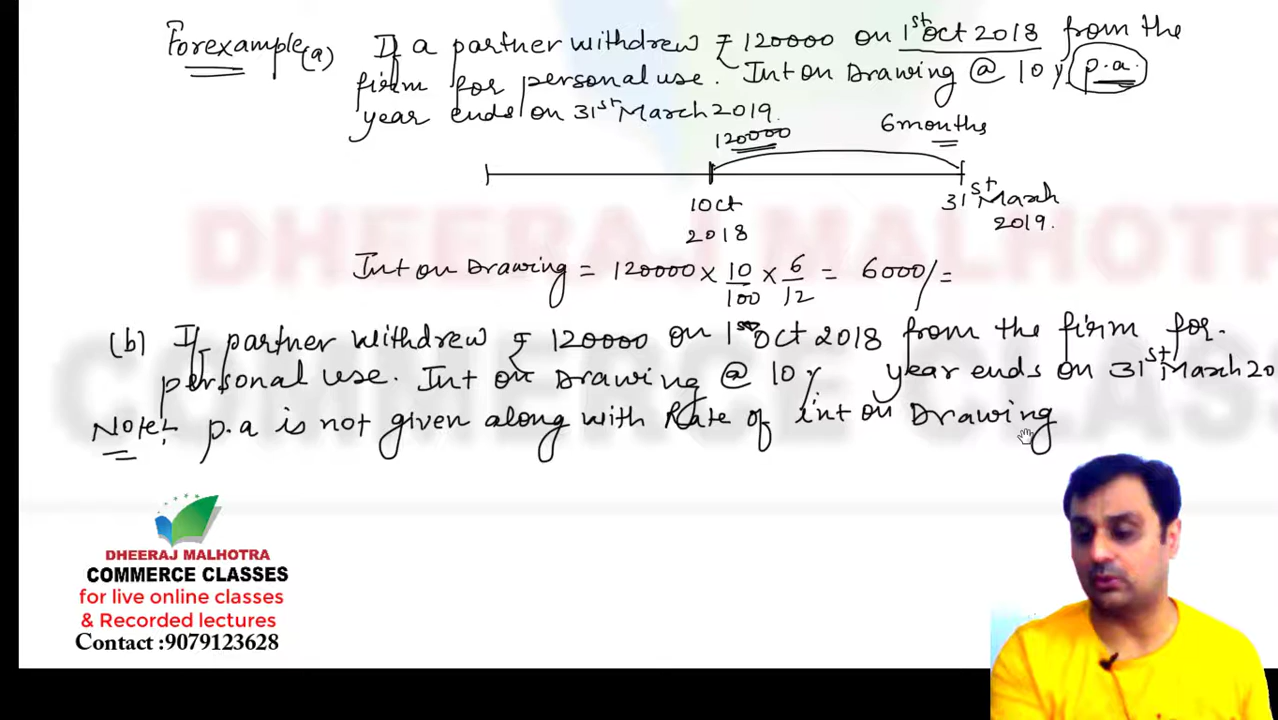 For example (a) If a partner withdrew ₹ 120000 on 1st Oct 2018 from the
firm for personal use. Int on Drawing @ 10 % p.a.
year ends on 31st March 2019.
120000
6 months
1 Oct
2018
31st March
2019.
Int on Drawing = 120000 × 10/100 × 6/12 = 6000/=
(b) If partner withdrew ₹ 120000 on 1st Oct 2018 from the firm for
personal use. Int on Drawing @ 10 % year ends on 31st March 20
Note:- p.a is not given along with Rate of int on Drawing
DHEERAJ MALHOTRA
COMMERCE CLASSES
DHEERAJ MALHOTRA
COMMERCE CLASSES
for live online classes
& Recorded lectures
Contact :9079123628